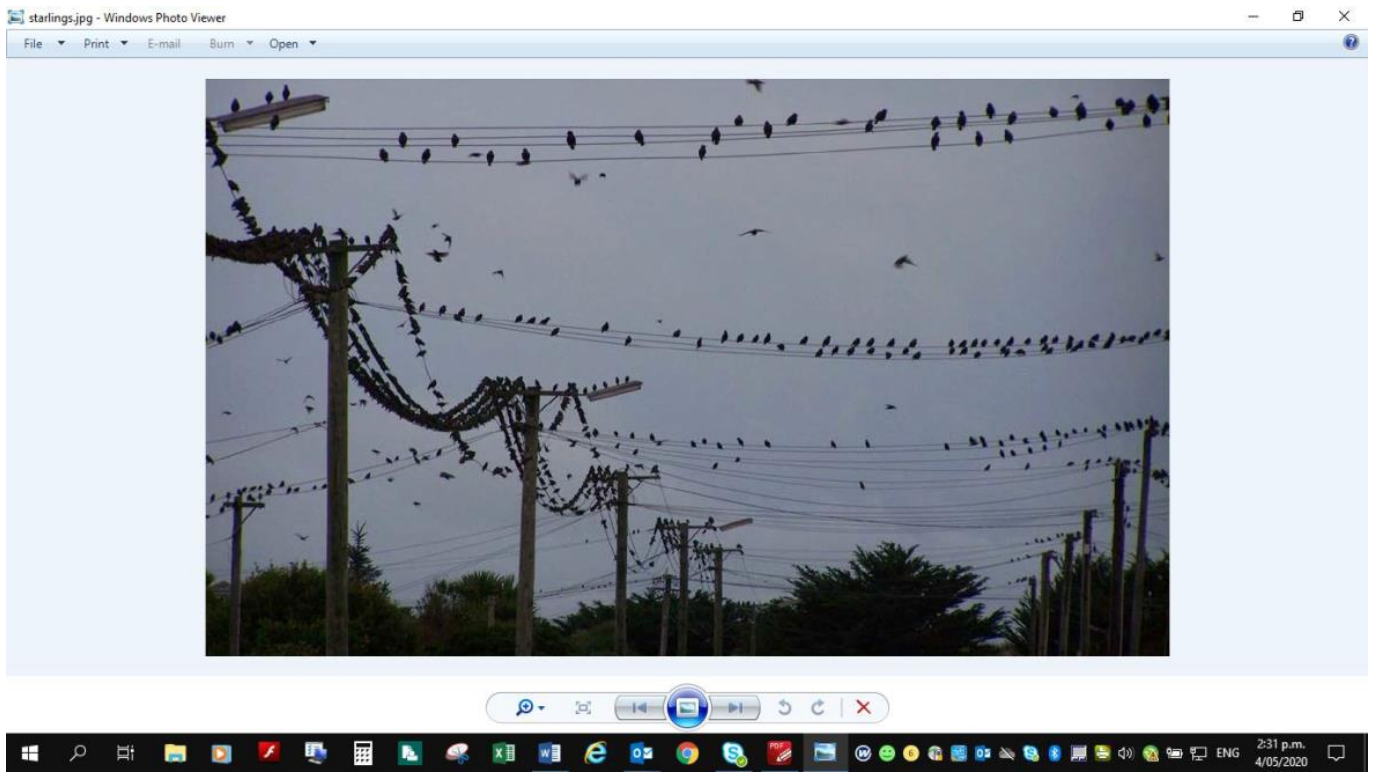 starlings.jpg - Windows Photo Viewer
File Print E-mail Burn Open
ENG
2:31 p.m.
4/05/2020